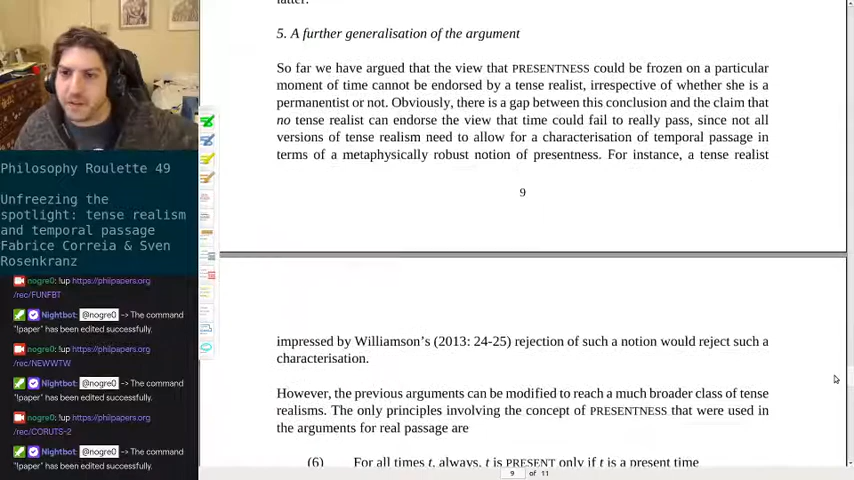 latter.
5. A further generalisation of the argument
So far we have argued that the view that PRESENTNESS could be frozen on a particular
moment of time cannot be endorsed by a tense realist, irrespective of whether she is a
permanentist or not. Obviously, there is a gap between this conclusion and the claim that
no tense realist can endorse the view that time could fail to really pass, since not all
versions of tense realism need to allow for a characterisation of temporal passage in
terms of a metaphysically robust notion of presentness. For instance, a tense realist
9
impressed by Williamson's (2013: 24-25) rejection of such a notion would reject such a
characterisation.
However, the previous arguments can be modified to reach a much broader class of tense
realisms. The only principles involving the concept of PRESENTNESS that were used in
the arguments for real passage are
(6) For all times t, always, t is PRESENT only if t is a present time
9 of 11
Philosophy Roulette 49
Unfreezing the
spotlight: tense realism
and temporal passage
Fabrice Correia & Sven
Rosenkranz
nogre0: !up https://philpapers.org
/rec/FUNFBT
Nightbot: @nogre0 -> The command
"!paper" has been edited successfully.
nogre0: !up https://philpapers.org
/rec/NEWWTW
Nightbot: @nogre0 -> The command
"!paper" has been edited successfully.
nogre0: !up https://philpapers.org
/rec/CORUTS-2
Nightbot: @nogre0 -> The command
"!paper" has been edited successfully.